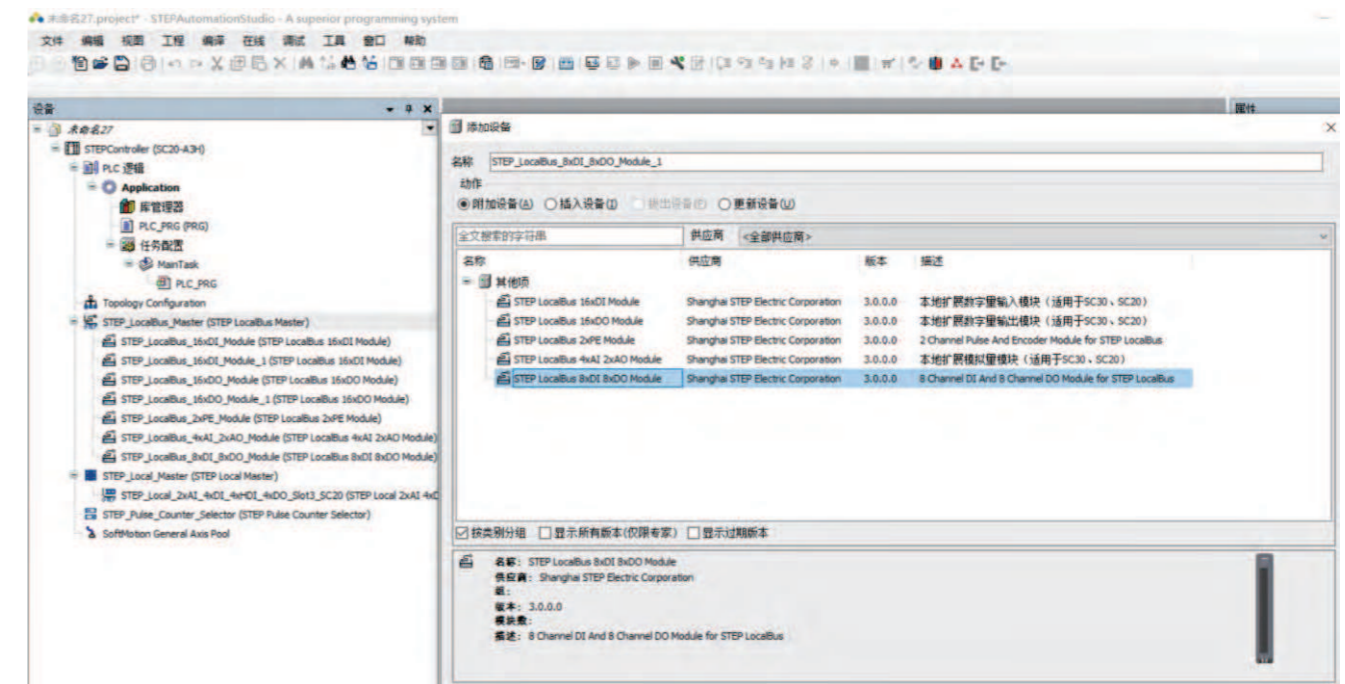 未命名27.project* - STEPAutomationStudio - A superior programming system
文件 编辑 视图 工程 编译 在线 调试 工具 窗口 帮助
设备
未命名27
STEPController (SC20-A3H)
PLC 逻辑
Application
库管理器
PLC_PRG (PRG)
任务配置
MainTask
PLC_PRG
Topology Configuration
STEP_LocalBus_Master (STEP LocalBus Master)
STEP_LocalBus_16xDI_Module (STEP LocalBus 16xDI Module)
STEP_LocalBus_16xDI_Module_1 (STEP LocalBus 16xDI Module)
STEP_LocalBus_16xDO_Module (STEP LocalBus 16xDO Module)
STEP_LocalBus_16xDO_Module_1 (STEP LocalBus 16xDO Module)
STEP_LocalBus_2xPE_Module (STEP LocalBus 2xPE Module)
STEP_LocalBus_4xAI_2xAO_Module (STEP LocalBus 4xAI 2xAO Module)
STEP_LocalBus_8xDI_8xDO_Module (STEP LocalBus 8xDI 8xDO Module)
STEP_Local_Master (STEP Local Master)
STEP_Local_2xAI_4xDI_4xHDI_4xDO_Slot3_SC20 (STEP Local 2xAI 4xD
STEP_Pulse_Counter_Selector (STEP Pulse Counter Selector)
SoftMotion General Axis Pool
属性
添加设备
名称 STEP_LocalBus_8xDI_8xDO_Module_1
动作
附加设备(A) 插入设备(I) 拔出设备(P) 更新设备(U)
全文搜索的字符串 供应商 <全部供应商>
名称 供应商 版本 描述
其他项
STEP LocalBus 16xDI Module Shanghai STEP Electric Corporation 3.0.0.0 本地扩展数字量输入模块（适用于SC30、SC20）
STEP LocalBus 16xDO Module Shanghai STEP Electric Corporation 3.0.0.0 本地扩展数字量输出模块（适用于SC30、SC20）
STEP LocalBus 2xPE Module Shanghai STEP Electric Corporation 3.0.0.0 2 Channel Pulse And Encoder Module for STEP LocalBus
STEP LocalBus 4xAI 2xAO Module Shanghai STEP Electric Corporation 3.0.0.0 本地扩展模拟量模块（适用于SC30、SC20）
STEP LocalBus 8xDI 8xDO Module Shanghai STEP Electric Corporation 3.0.0.0 8 Channel DI And 8 Channel DO Module for STEP LocalBus
按类别分组 显示所有版本(仅限专家) 显示过期版本
名称: STEP LocalBus 8xDI 8xDO Module
供应商: Shanghai STEP Electric Corporation
组:
版本: 3.0.0.0
模块数:
描述: 8 Channel DI And 8 Channel DO Module for STEP LocalBus